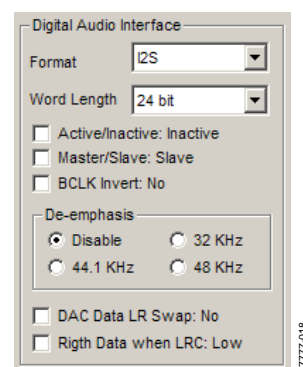 Digital Audio Interface
Format I2S
Word Length 24 bit
Active/Inactive: Inactive
Master/Slave: Slave
BCLK Invert: No
De-emphasis
Disable 32 KHz
44.1 KHz 48 KHz
DAC Data LR Swap: No
Rigth Data when LRC: Low